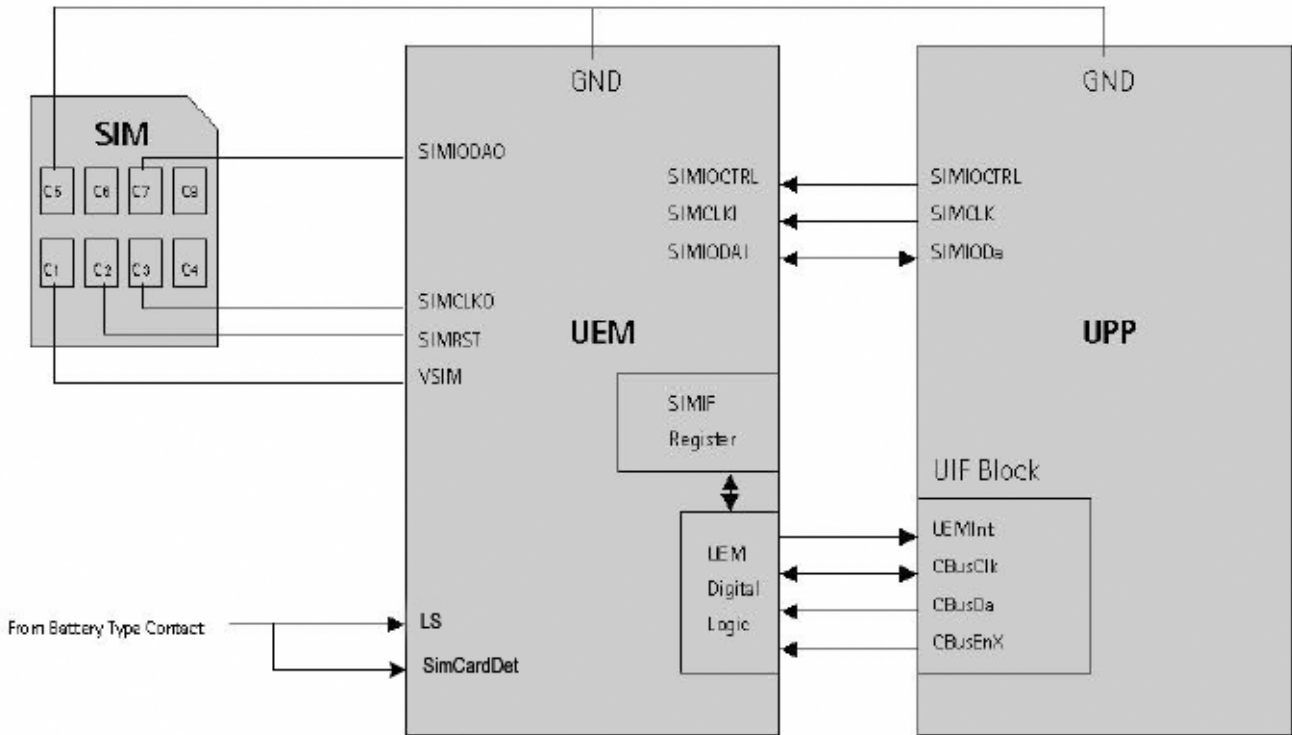 GND
GND
SIM
C5
C6
C7
C8
C1
C2
C3
C4
SIMIODAO
SIMCLKO
SIMRST
VSIM
SIMIOCTRL
SIMCLKI
SIMIODAI
UEM
SIMIF
Register
UEM
Digital
Logic
LS
SimCardDet
From Battery Type Contact
SIMIOCTRL
SIMCLK
SIMIODa
UPP
UIF Block
UEMInt
CBusClk
CBusDa
CBusEnX